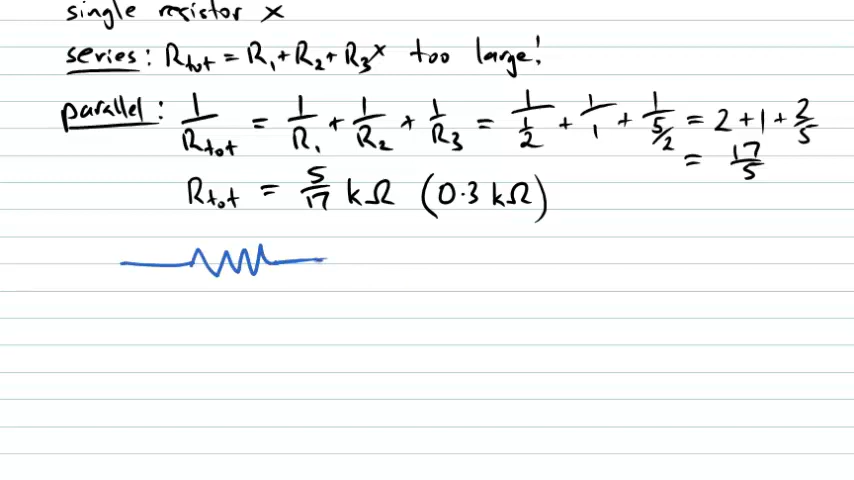 single resistor x
series: Rtot = R1 + R2 + R3 x too large!
parallel: 1/Rtot = 1/R1 + 1/R2 + 1/R3 = 1/(1/2) + 1/1 + 1/(5/2) = 2 + 1 + 2/5
= 17/5
Rtot = 5/17 kΩ (0.3 kΩ)